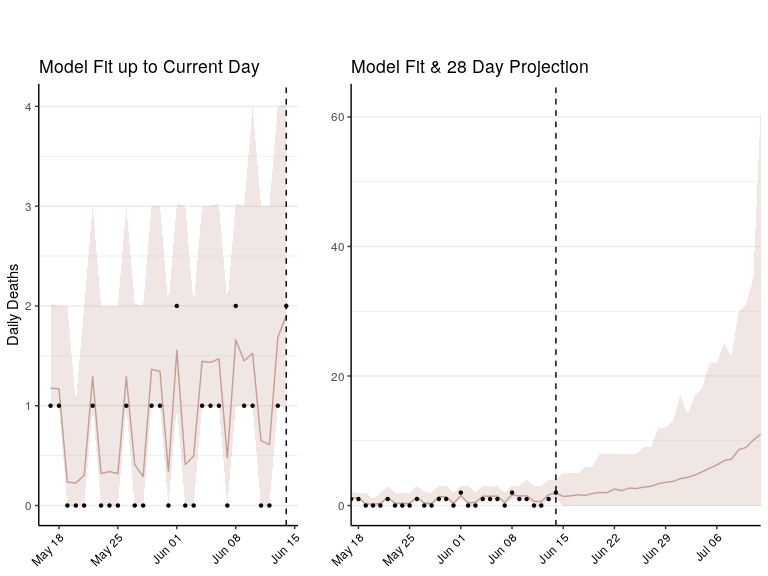 Model Fit up to Current Day
Model Fit & 28 Day Projection
Daily Deaths
4
3
2
1
0
May 18
May 25
Jun 01
Jun 08
Jun 15
60
40
20
0
May 18
May 25
Jun 01
Jun 08
Jun 15
Jun 22
Jun 29
Jul 06